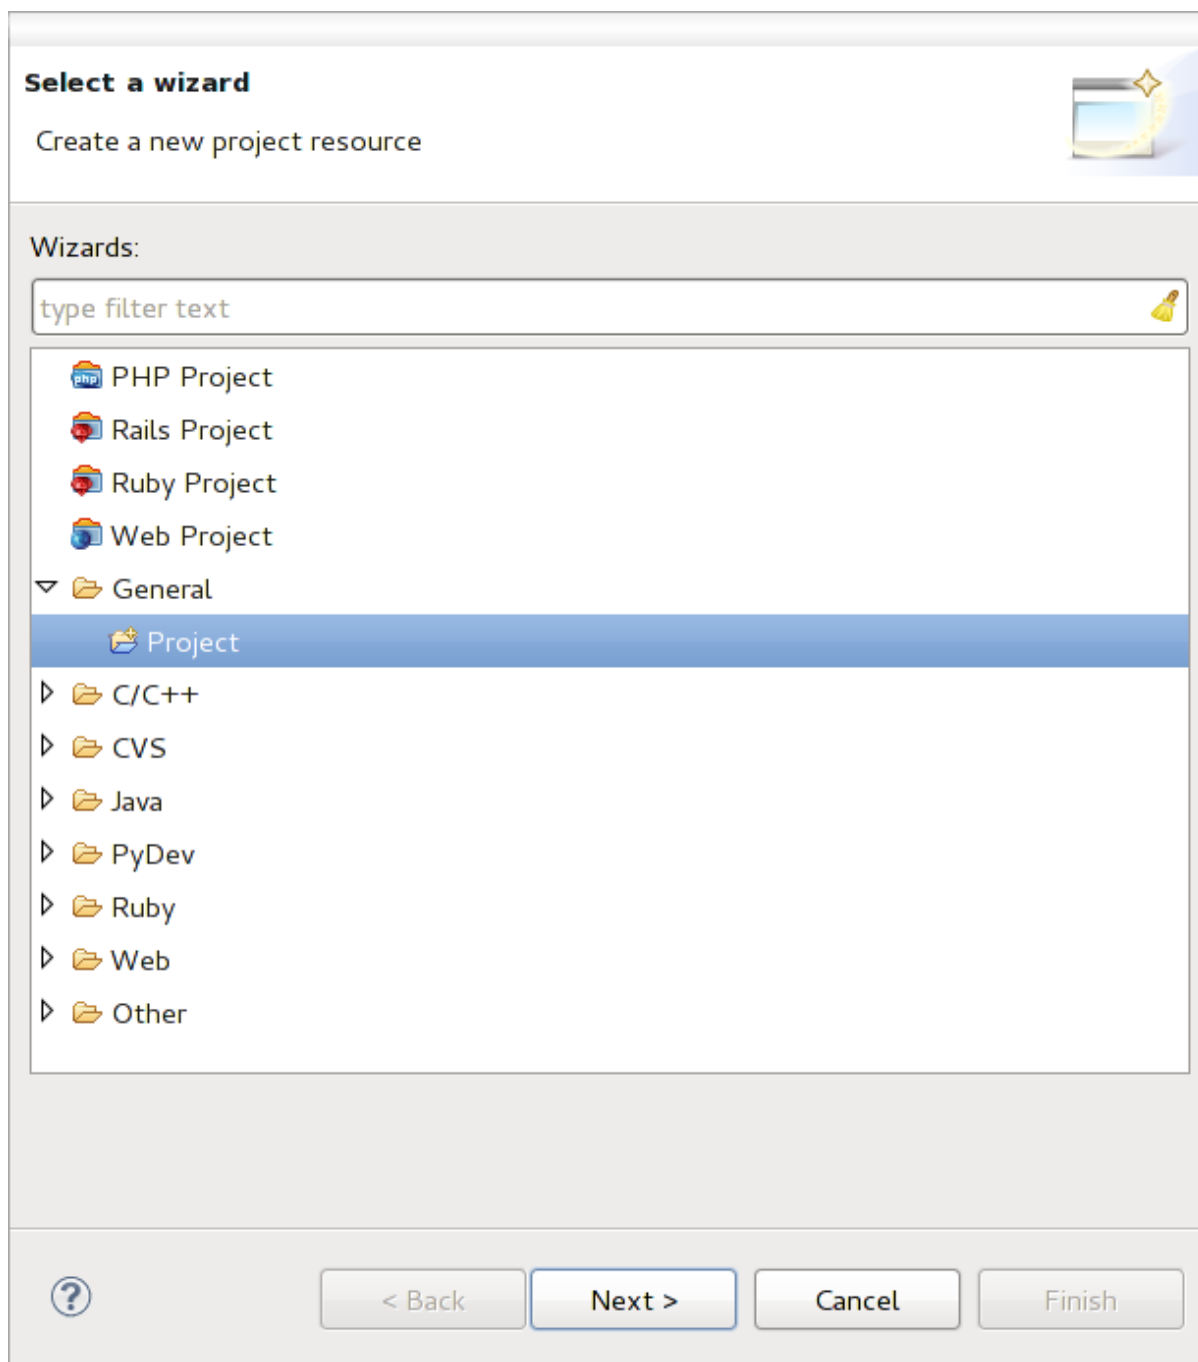 Select a wizard
Create a new project resource
Wizards:
type filter text
php PHP Project
Rails Project
Ruby Project
Web Project
General
Project
C/C++
CVS
Java
PyDev
Ruby
Web
Other
? < Back Next > Cancel Finish